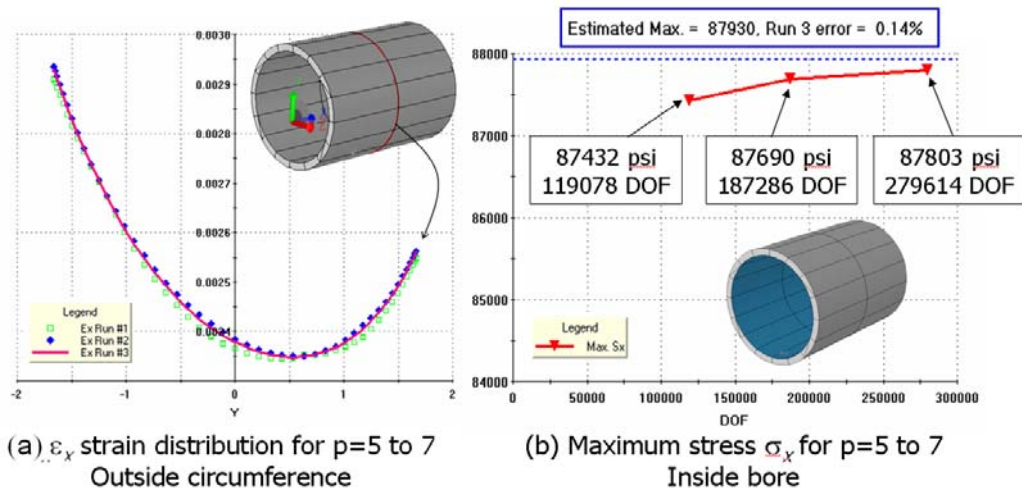 0.0030
0.0029
0.0028
0.0027
0.0026
0.0025
0.0024
Legend
Ex Run #1
Ex Run #2
Ex Run #3
-2 -1 0 1 2
Y
(a) εx strain distribution for p=5 to 7
Outside circumference
Estimated Max. = 87930, Run 3 error = 0.14%
88000
87000
86000
85000
84000
87432 psi
119078 DOF
87690 psi
187286 DOF
87803 psi
279614 DOF
Legend
Max. Sx
0 50000 100000 150000 200000 250000 300000
DOF
(b) Maximum stress σx for p=5 to 7
Inside bore